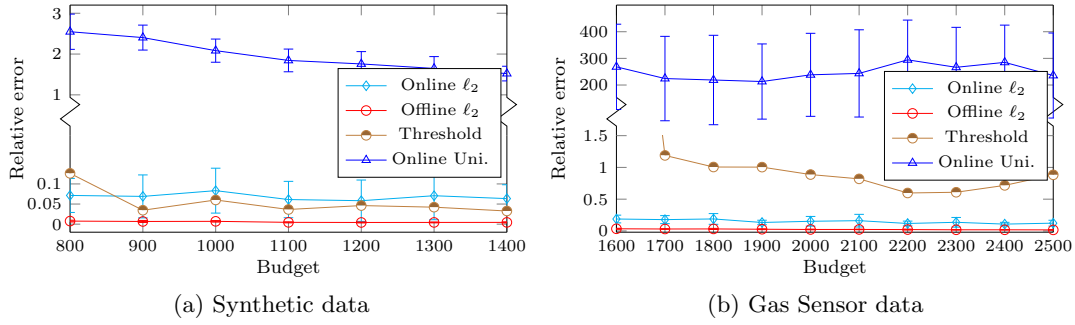 3
2
1
0.1
0.05
0
Relative error
800 900 1000 1100 1200 1300 1400
Budget
Online ℓ₂
Offline ℓ₂
Threshold
Online Uni.
(a) Synthetic data
400
300
200
1.5
1
0.5
0
Relative error
1600 1700 1800 1900 2000 2100 2200 2300 2400 2500
Budget
Online ℓ₂
Offline ℓ₂
Threshold
Online Uni.
(b) Gas Sensor data